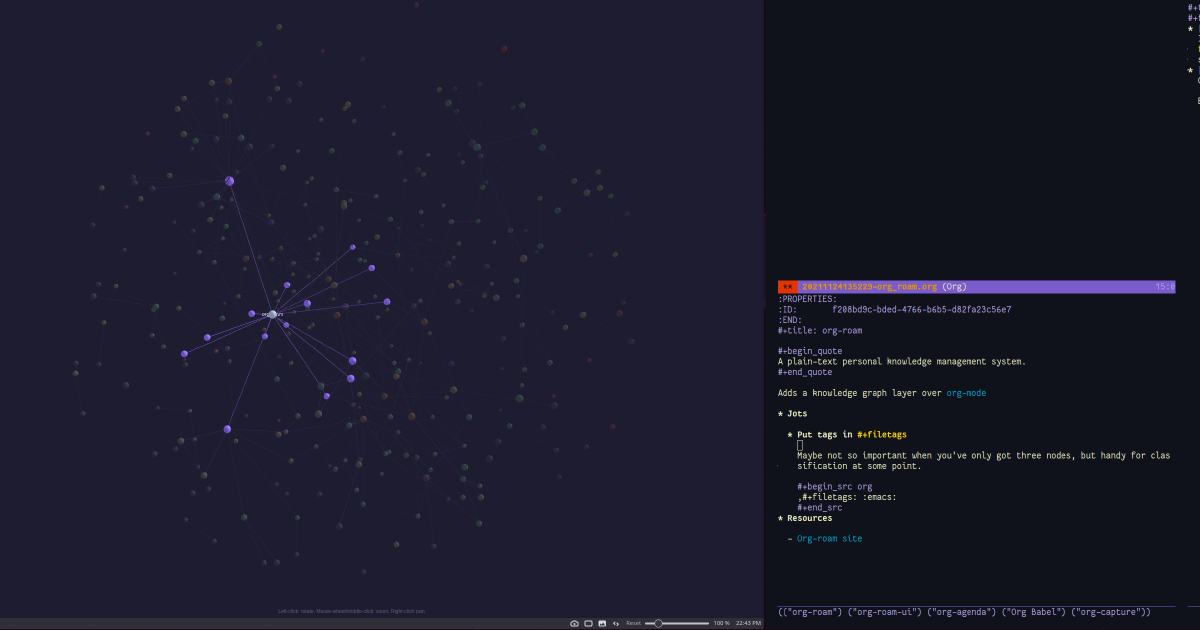 org-roam
Left-click: rotate, Mouse-wheel/middle-click: zoom, Right-click: pan
Reset
100 %
22:43 PM
** 20211124135229-org_roam.org (Org)
:PROPERTIES:
:ID: f208bd9c-bded-4766-b6b5-d82fa23c56e7
:END:
#+title: org-roam
#+begin_quote
A plain-text personal knowledge management system.
#+end_quote
Adds a knowledge graph layer over org-mode
* Jots
* Put tags in #+filetags
Maybe not so important when you've only got three nodes, but handy for clas
sification at some point.
#+begin_src org
,#+filetags: :emacs:
#+end_src
* Resources
- Org-roam site
(("org-roam") ("org-roam-ui") ("org-agenda") ("Org Babel") ("org-capture"))